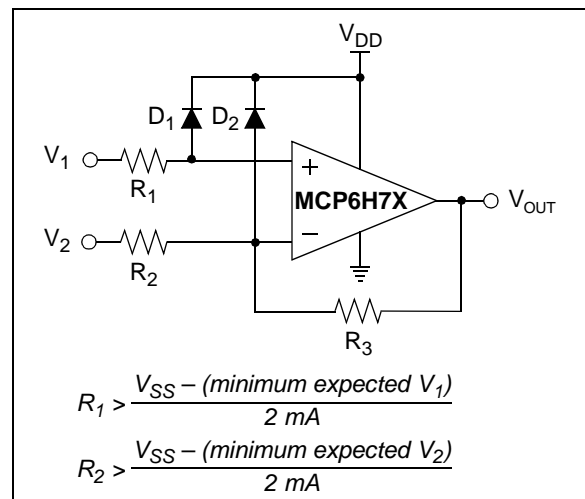 V_DD
D_1 D_2
V_1
R_1
+
MCP6H7X
V_OUT
−
V_2
R_2
R_3
R_1 > V_SS – (minimum expected V_1)
2 mA
R_2 > V_SS – (minimum expected V_2)
2 mA